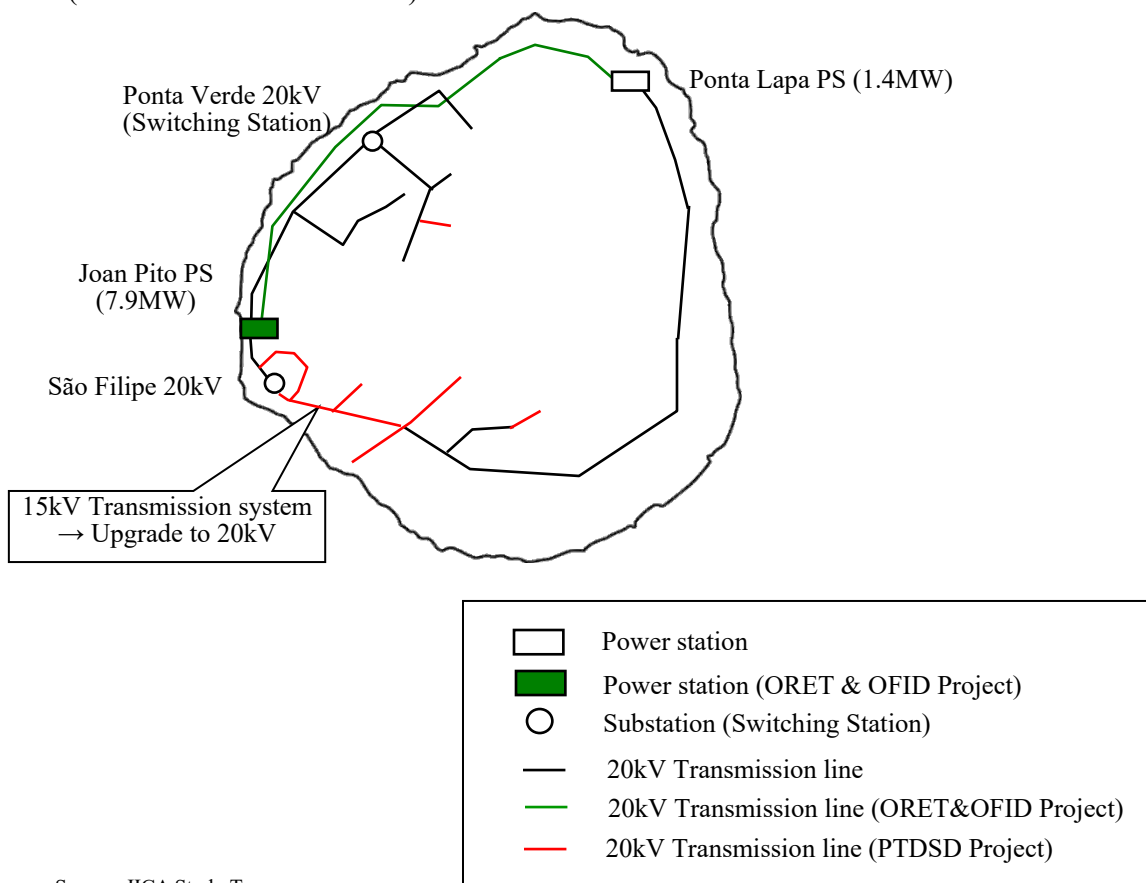 Ponta Lapa PS (1.4MW)
Ponta Verde 20kV
(Switching Station)
Joan Pito PS
(7.9MW)
São Filipe 20kV
15kV Transmission system
→ Upgrade to 20kV
Power station
Power station (ORET & OFID Project)
Substation (Switching Station)
20kV Transmission line
20kV Transmission line (ORET&OFID Project)
20kV Transmission line (PTDSD Project)